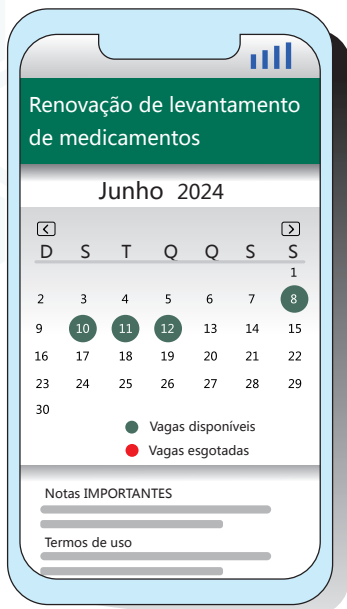 Renovação de levantamento
de medicamentos
Junho 2024
D S T Q Q S S
1
2 3 4 5 6 7 8
9 10 11 12 13 14 15
16 17 18 19 20 21 22
23 24 25 26 27 28 29
30
Vagas disponíveis
Vagas esgotadas
Notas IMPORTANTES
Termos de uso